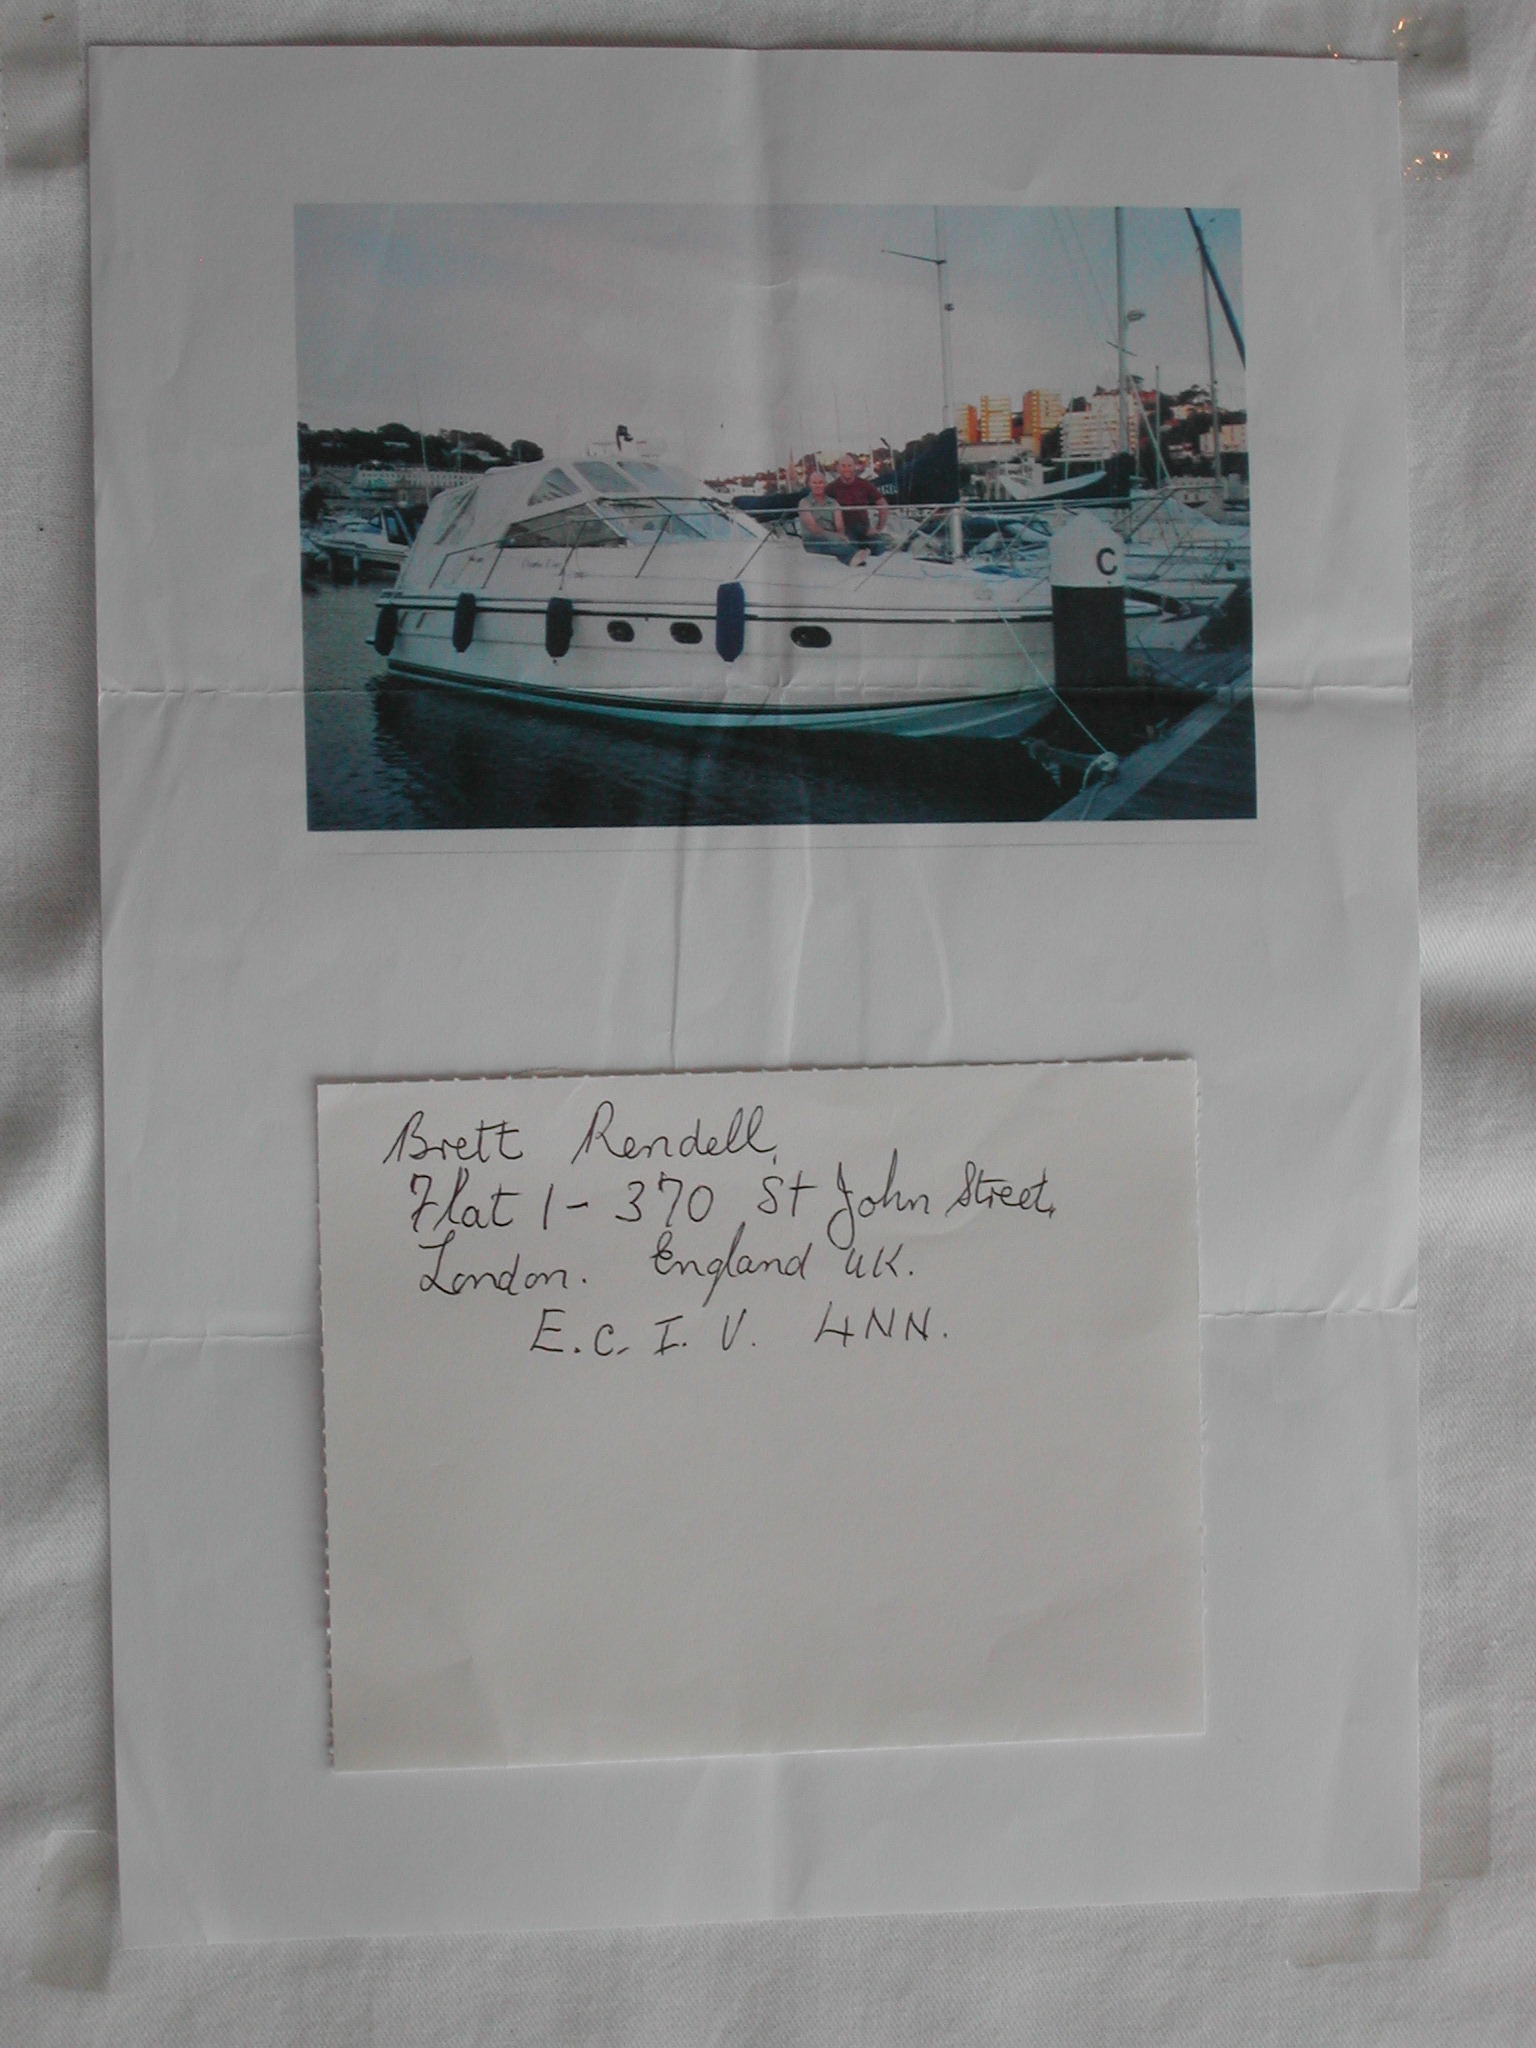 C
Brett Rendell,
Flat 1 - 370 St John Street,
London. England UK.
E.C. I. V. 4NN.